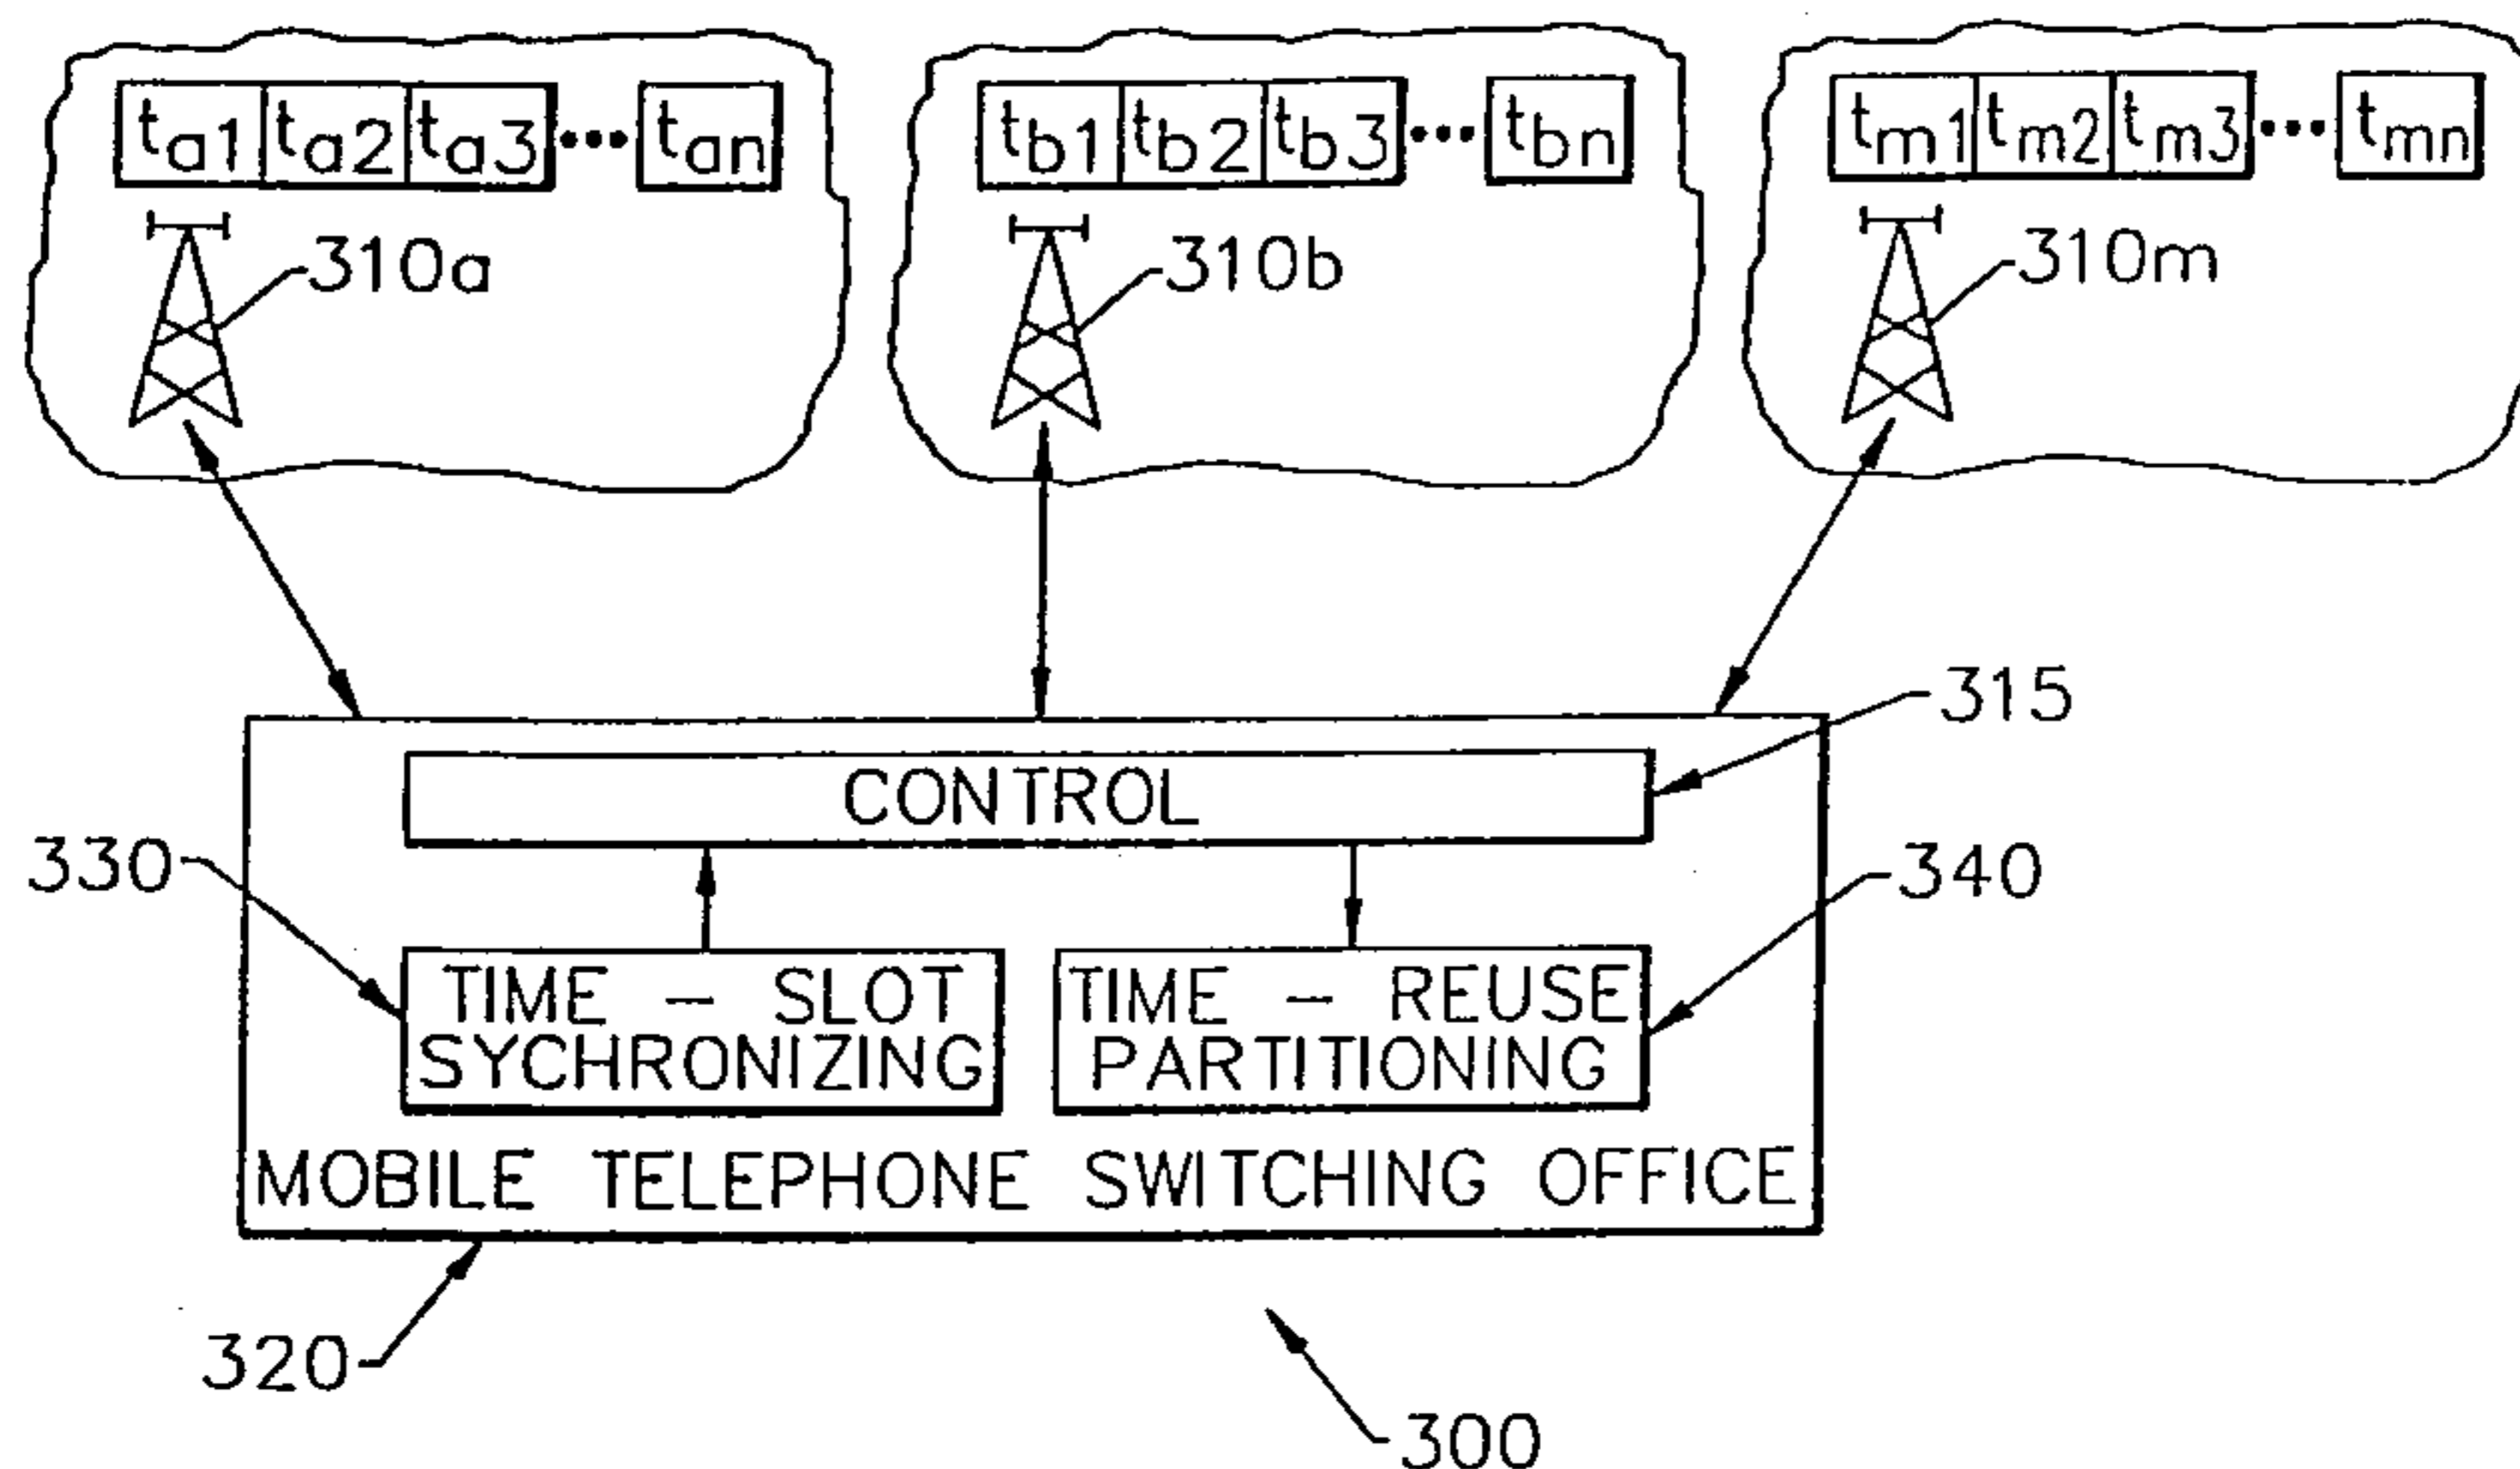 ta1 ta2 ta3 ••• tan
tb1 tb2 tb3 ••• tbn
tm1 tm2 tm3 ••• tmn
310a
310b
310m
315
CONTROL
330
340
TIME – SLOT
SYCHRONIZING
TIME – REUSE
PARTITIONING
MOBILE TELEPHONE SWITCHING OFFICE
320
300